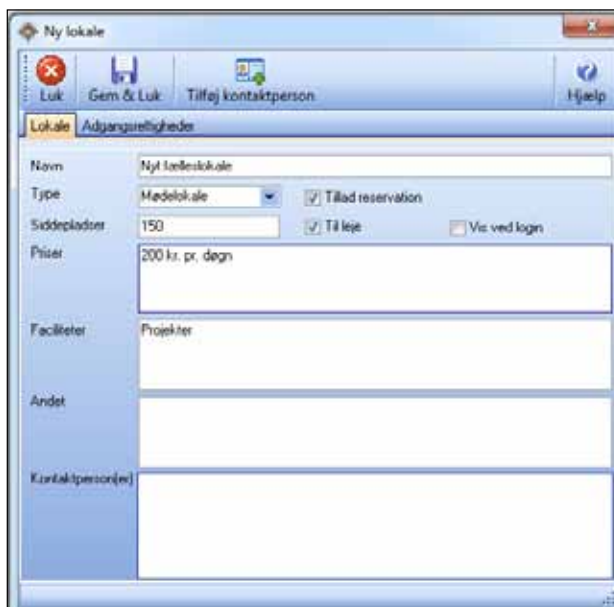 Ny lokale
Luk Gem & Luk Tilføj kontaktperson Hjælp
Lokale Adgangsrettigheder
Navn Nyt fælleslokale
Type Mødelokale Tillad reservation
Siddepladser 150 Til leje Vis ved login
Priser 200 kr. pr. døgn
Faciliteter Projekter
Andet
Kontaktperson(er)